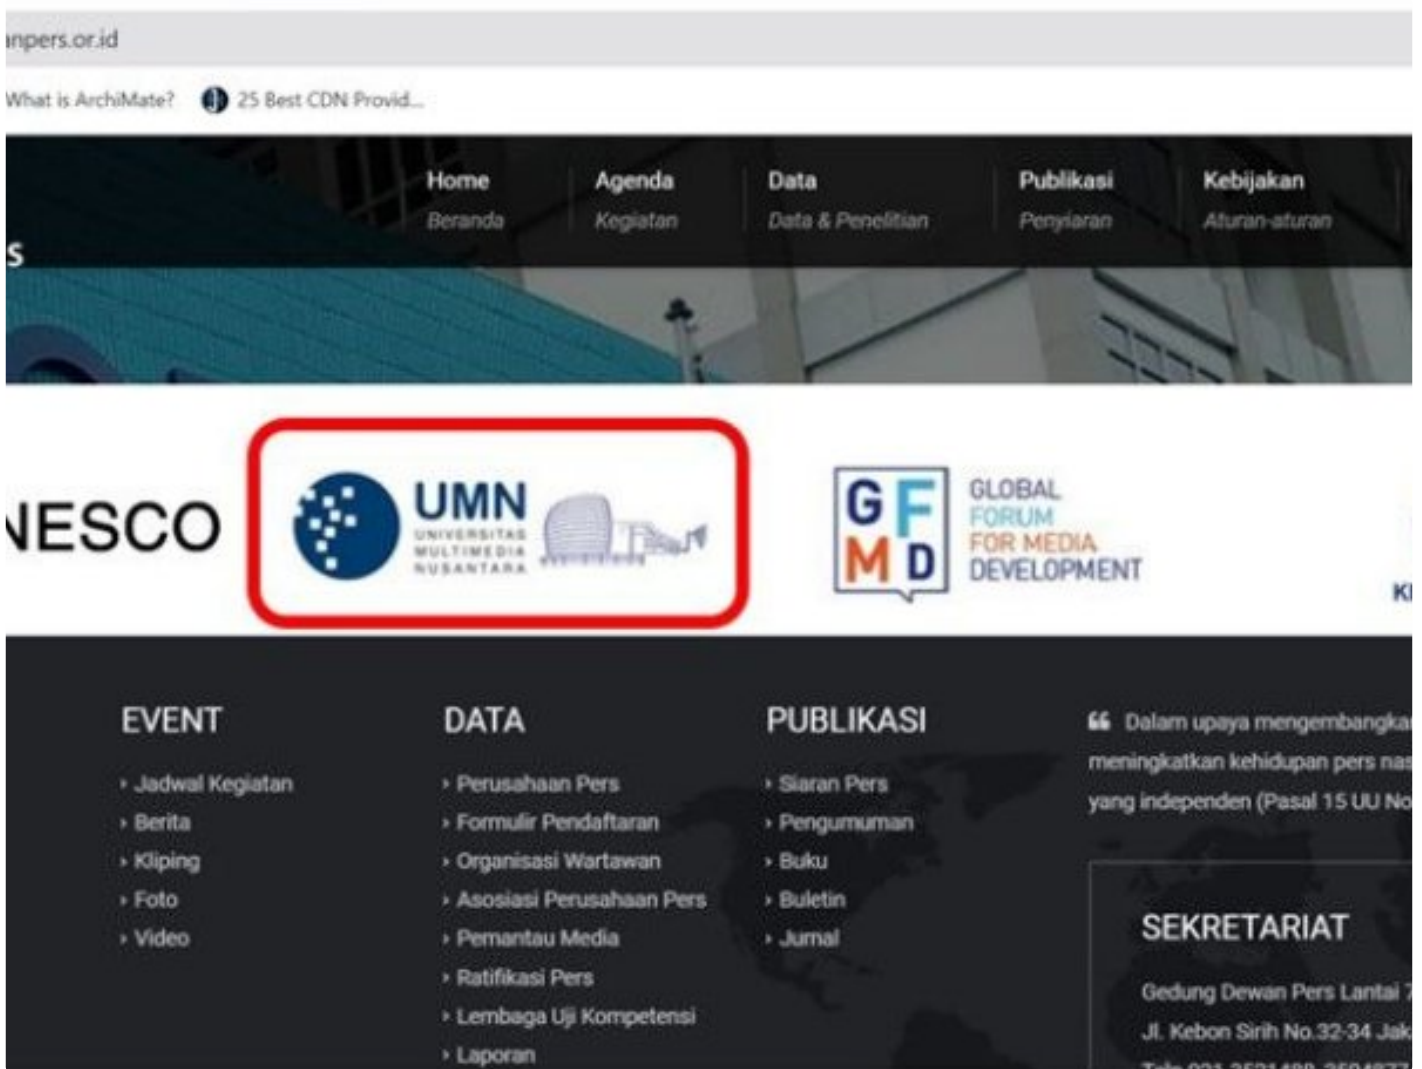 anpers.or.id
What is ArchiMate? 25 Best CDN Provid...
Home Agenda Data Publikasi Kebijakan
Beranda Kegiatan Data & Penelitian Penyiaran Aturan-aturan
s
NESCO
UMN
UNIVERSITAS
MULTIMEDIA
NUSANTARA
GF
MD
GLOBAL
FORUM
FOR MEDIA
DEVELOPMENT
EVENT
Jadwal Kegiatan
Berita
Kliping
Foto
Video
DATA
Perusahaan Pers
Formulir Pendaftaran
Organisasi Wartawan
Asosiasi Perusahaan Pers
Pemantau Media
Ratifikasi Pers
Lembaga Uji Kompetensi
Laporan
PUBLIKASI
Siaran Pers
Pengumuman
Buku
Buletin
Jurnal
Dalam upaya mengembangkan
meningkatkan kehidupan pers nas
yang independen (Pasal 15 UU No
SEKRETARIAT
Gedung Dewan Pers Lantai 7
Jl. Kebon Sirih No.32-34 Jak